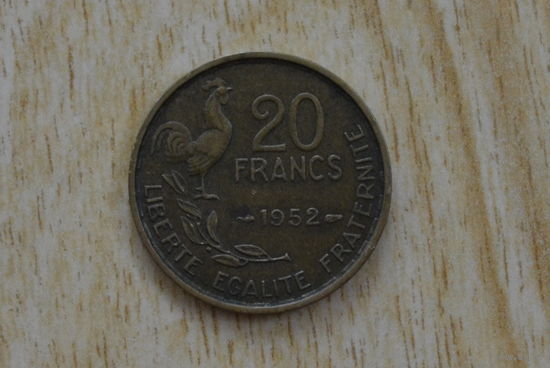 20
FRANCS
1952
LIBERTE EGALITE FRATERNITE